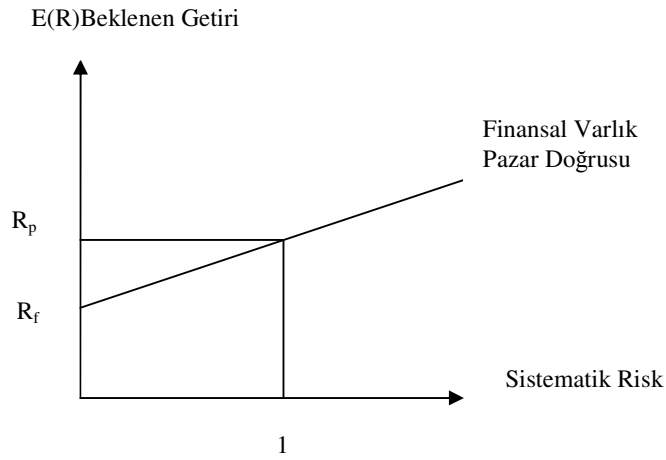 E(R)Beklenen Getiri
Finansal Varlık
Pazar Doğrusu
Rp
Rf
Sistematik Risk
1